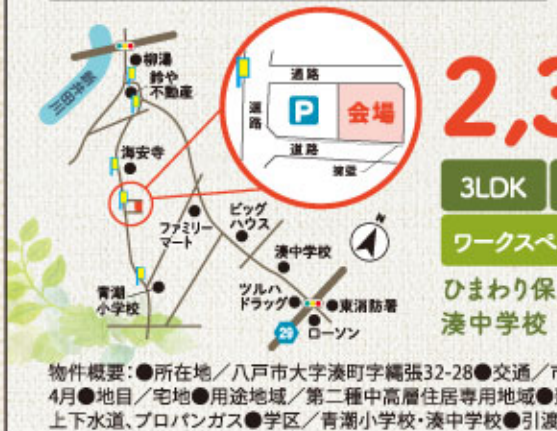 柳湯
鈴や
不動産
新井田川
海安寺
通路
道路
P
会場
道路
擁壁
ファミリー
マート
ビッグ
ハウス
N
湊中学校
青潮
小学校
ツルハ
ドラッグ
東消防署
29
ローソン
2,3
3LDK
ワークスペ
ひまわり保
湊中学校
物件概要:●所在地/八戸市大字湊町字縄張32-28●交通/市
4月●地目/宅地●用途地域/第二種中高層住居専用地域●
上下水道、プロパンガス●学区/青潮小学校・湊中学校●引渡